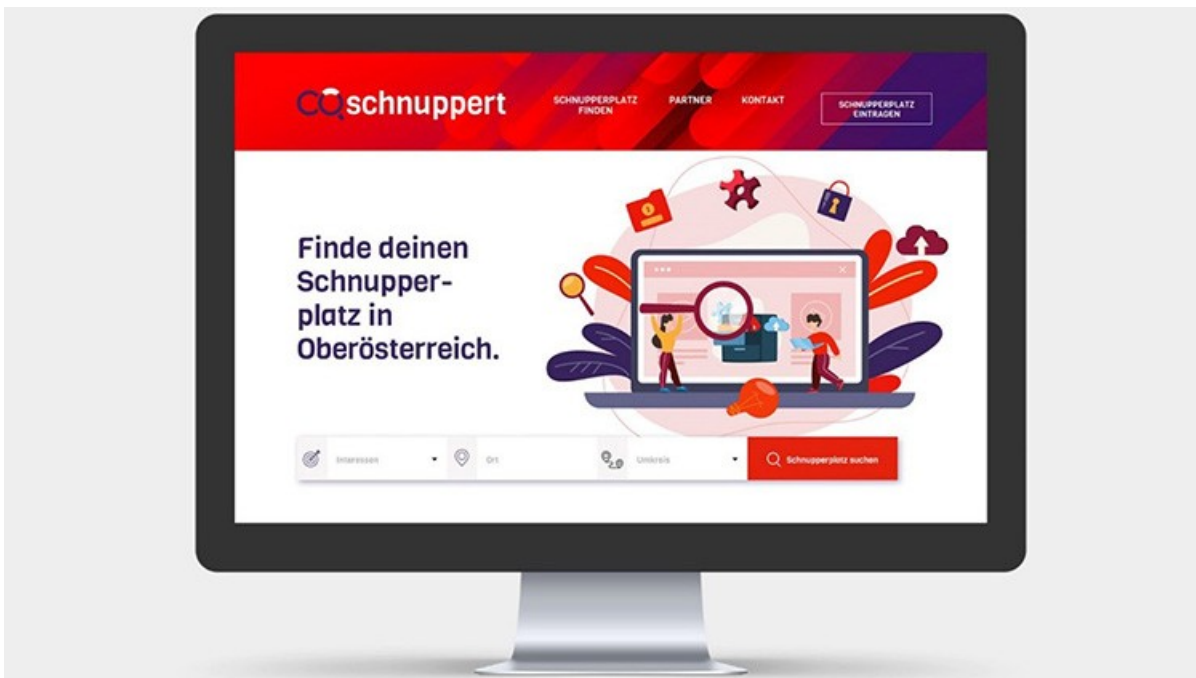 OÖschnuppert
SCHNUPPERPLATZ
FINDEN
PARTNER
KONTAKT
SCHNUPPERPLATZ
EINTRAGEN
Finde deinen
Schnupper-
platz in
Oberösterreich.
Interessen
Ort
Umkreis
Schnupperplatz suchen